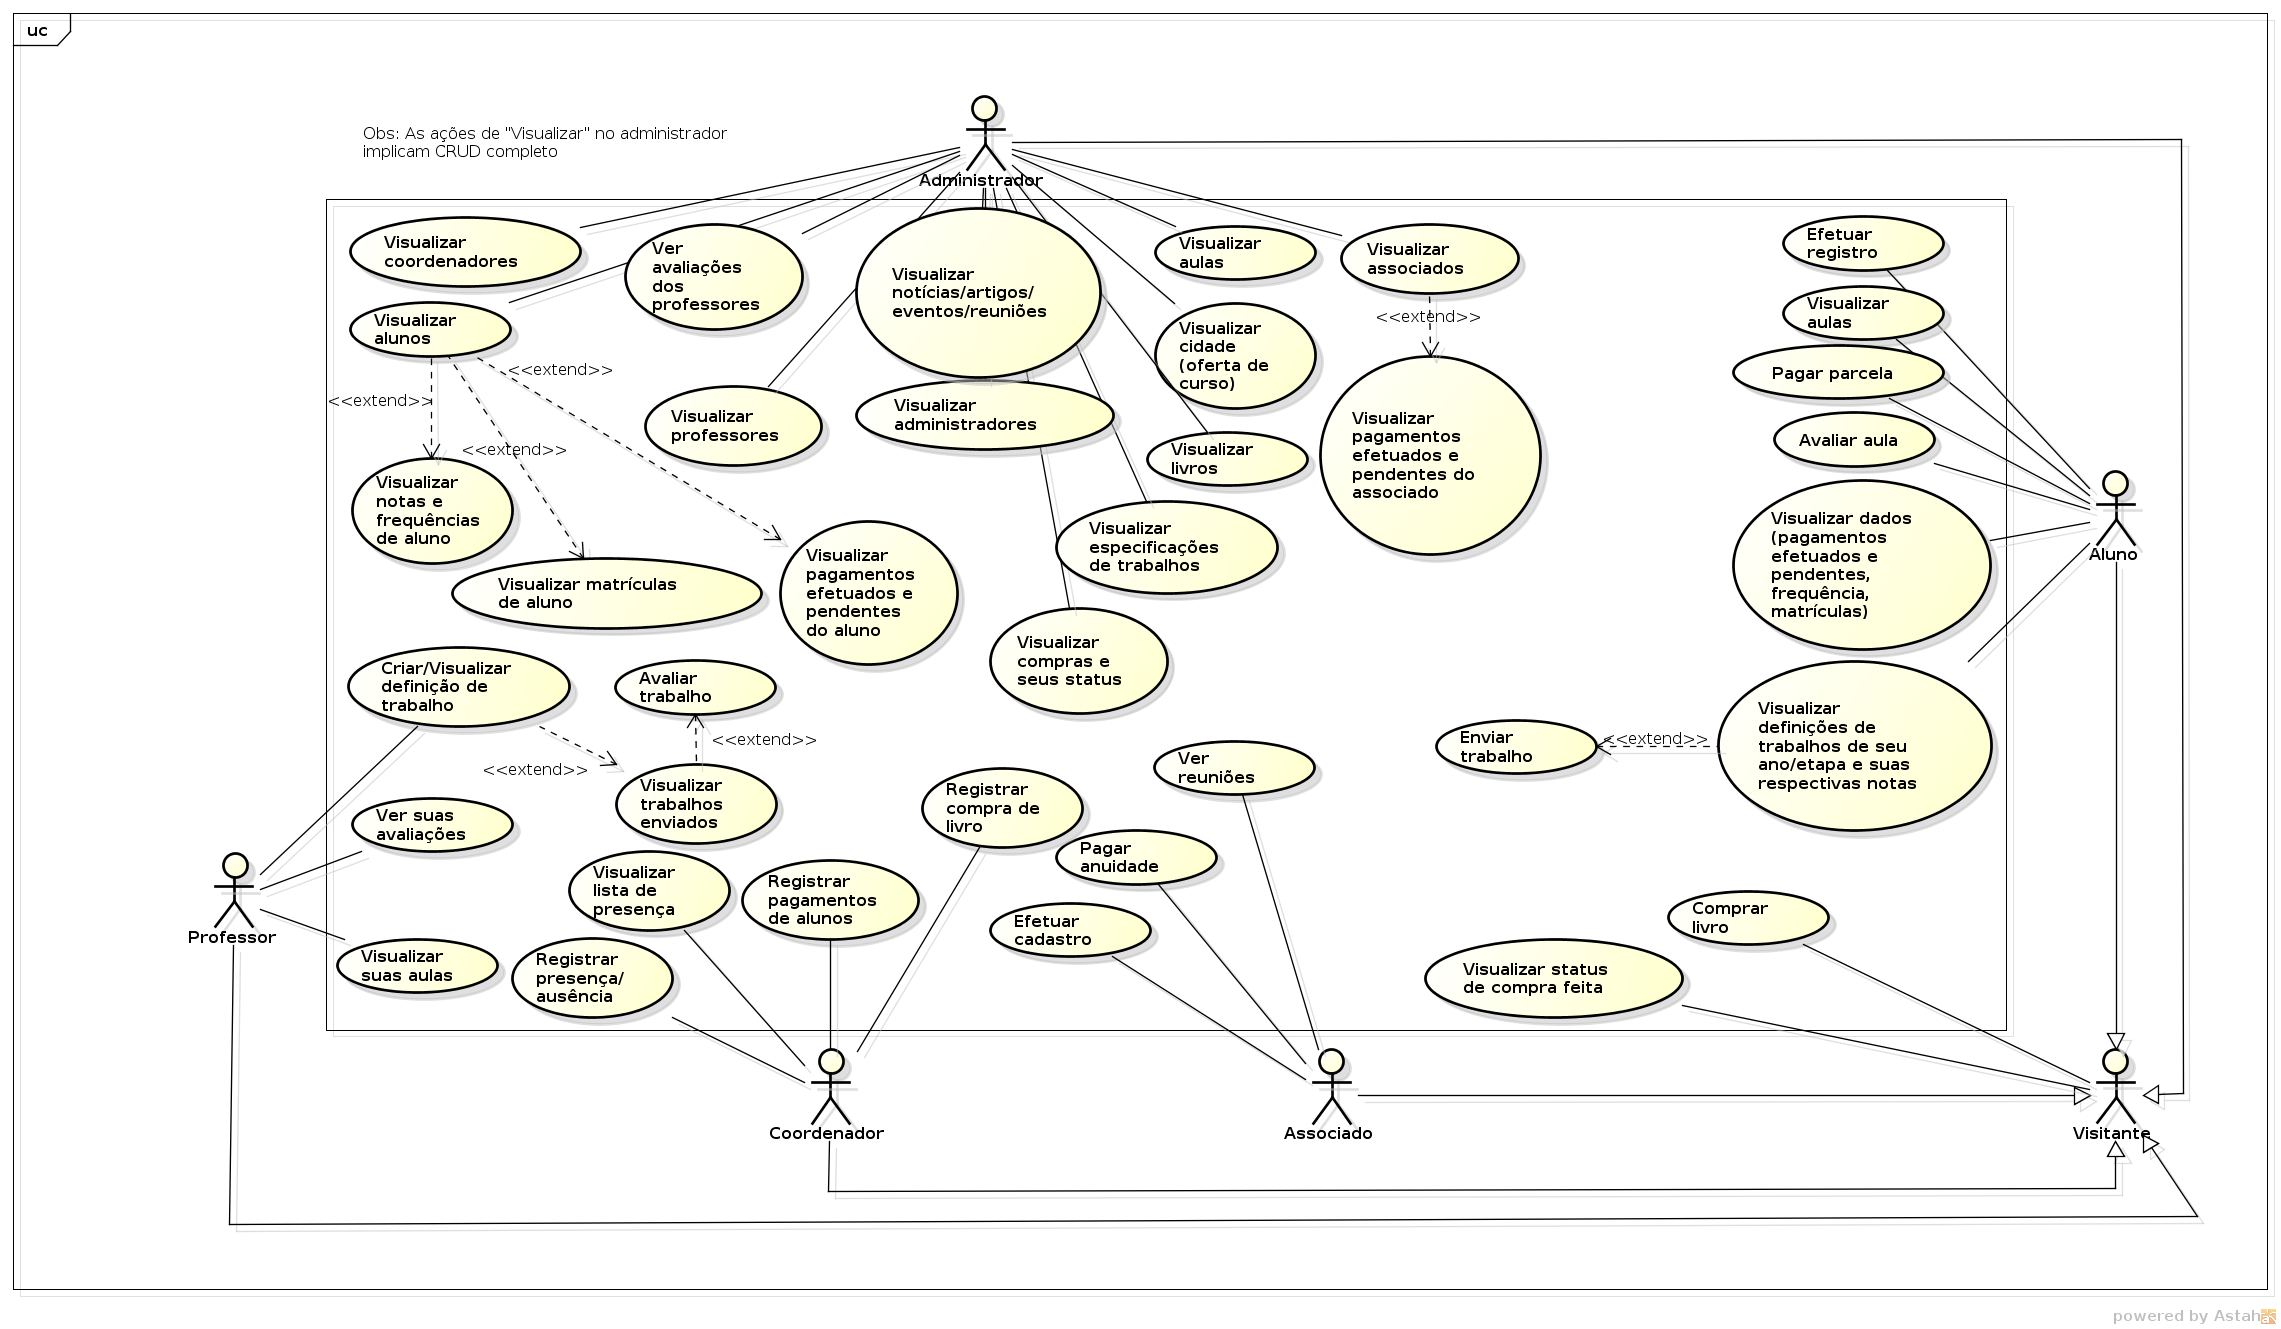 uc
Obs: As ações de "Visualizar" no administrador
implicam CRUD completo
Administrador
Visualizar
coordenadores
Ver
avaliações
dos
professores
Visualizar
notícias/artigos/
eventos/reuniões
Visualizar
aulas
Visualizar
associados
Efetuar
registro
Visualizar
alunos
<<extend>>
<<extend>>
<<extend>>
<<extend>>
Visualizar
cidade
(oferta de
curso)
Visualizar
aulas
Pagar parcela
Visualizar
professores
Visualizar
administradores
Visualizar
livros
Visualizar
pagamentos
efetuados e
pendentes do
associado
Avaliar aula
Visualizar
notas e
frequências
de aluno
Visualizar matrículas
de aluno
Visualizar
pagamentos
efetuados e
pendentes
do aluno
Visualizar
especificações
de trabalhos
Visualizar dados
(pagamentos
efetuados e
pendentes,
frequência,
matrículas)
Aluno
Visualizar
compras e
seus status
Criar/Visualizar
definição de
trabalho
Avaliar
trabalho
<<extend>>
<<extend>>
Visualizar
trabalhos
enviados
Enviar
trabalho
<<extend>>
Visualizar
definições de
trabalhos de seu
ano/etapa e suas
respectivas notas
Ver
reuniões
Registrar
compra de
livro
Ver suas
avaliações
Pagar
anuidade
Visualizar
lista de
presença
Registrar
pagamentos
de alunos
Professor
Efetuar
cadastro
Comprar
livro
Visualizar
suas aulas
Registrar
presença/
ausência
Visualizar status
de compra feita
Coordenador
Associado
Visitante
powered by Astah